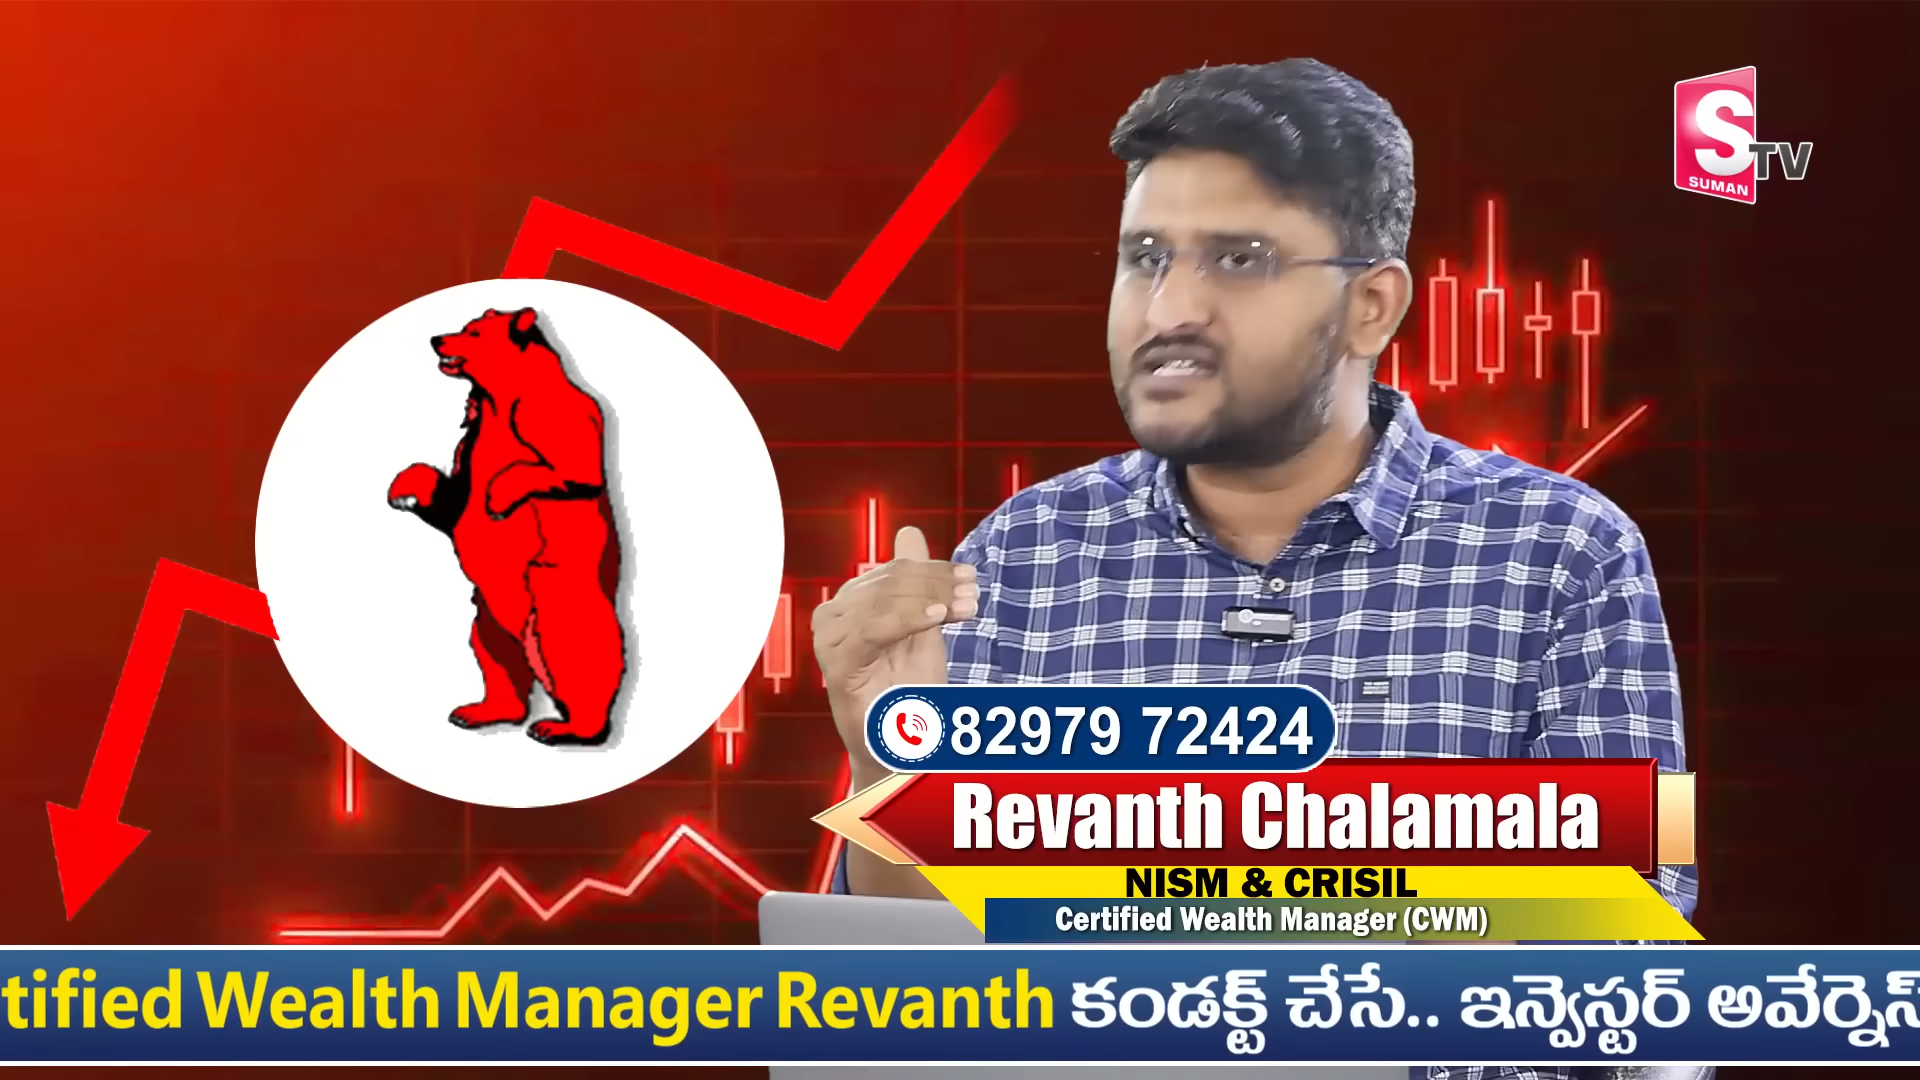 S
TV
SUMAN
82979 72424
Revanth Chalamala
NISM & CRISIL
Certified Wealth Manager (CWM)
tified Wealth Manager Revanth కండక్ట్ చేసే.. ఇన్వెస్టర్ అవేర్నెస్